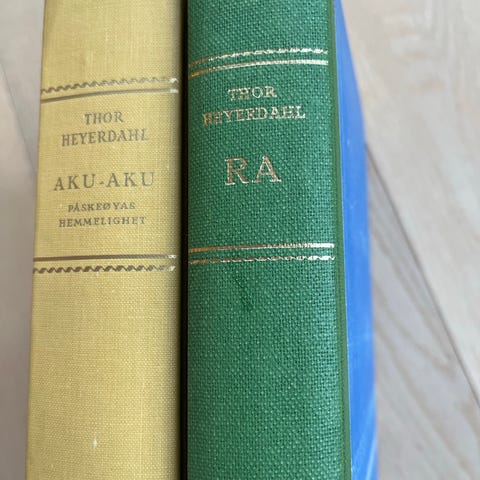 THOR
HEYERDAHL
AKU-AKU
PÅSKEØYAS
HEMMELIGHET
THOR
HEYERDAHL
RA